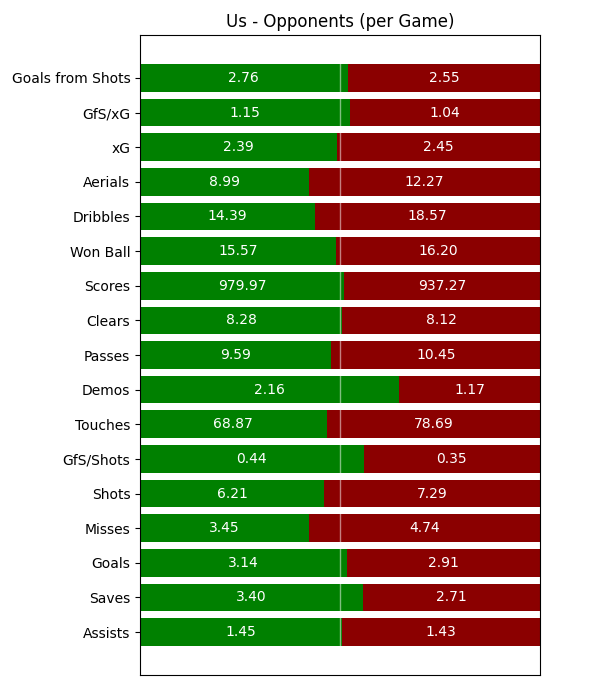 Us - Opponents (per Game)
Goals from Shots 2.76 2.55
GfS/xG 1.15 1.04
xG 2.39 2.45
Aerials 8.99 12.27
Dribbles 14.39 18.57
Won Ball 15.57 16.20
Scores 979.97 937.27
Clears 8.28 8.12
Passes 9.59 10.45
Demos 2.16 1.17
Touches 68.87 78.69
GfS/Shots 0.44 0.35
Shots 6.21 7.29
Misses 3.45 4.74
Goals 3.14 2.91
Saves 3.40 2.71
Assists 1.45 1.43